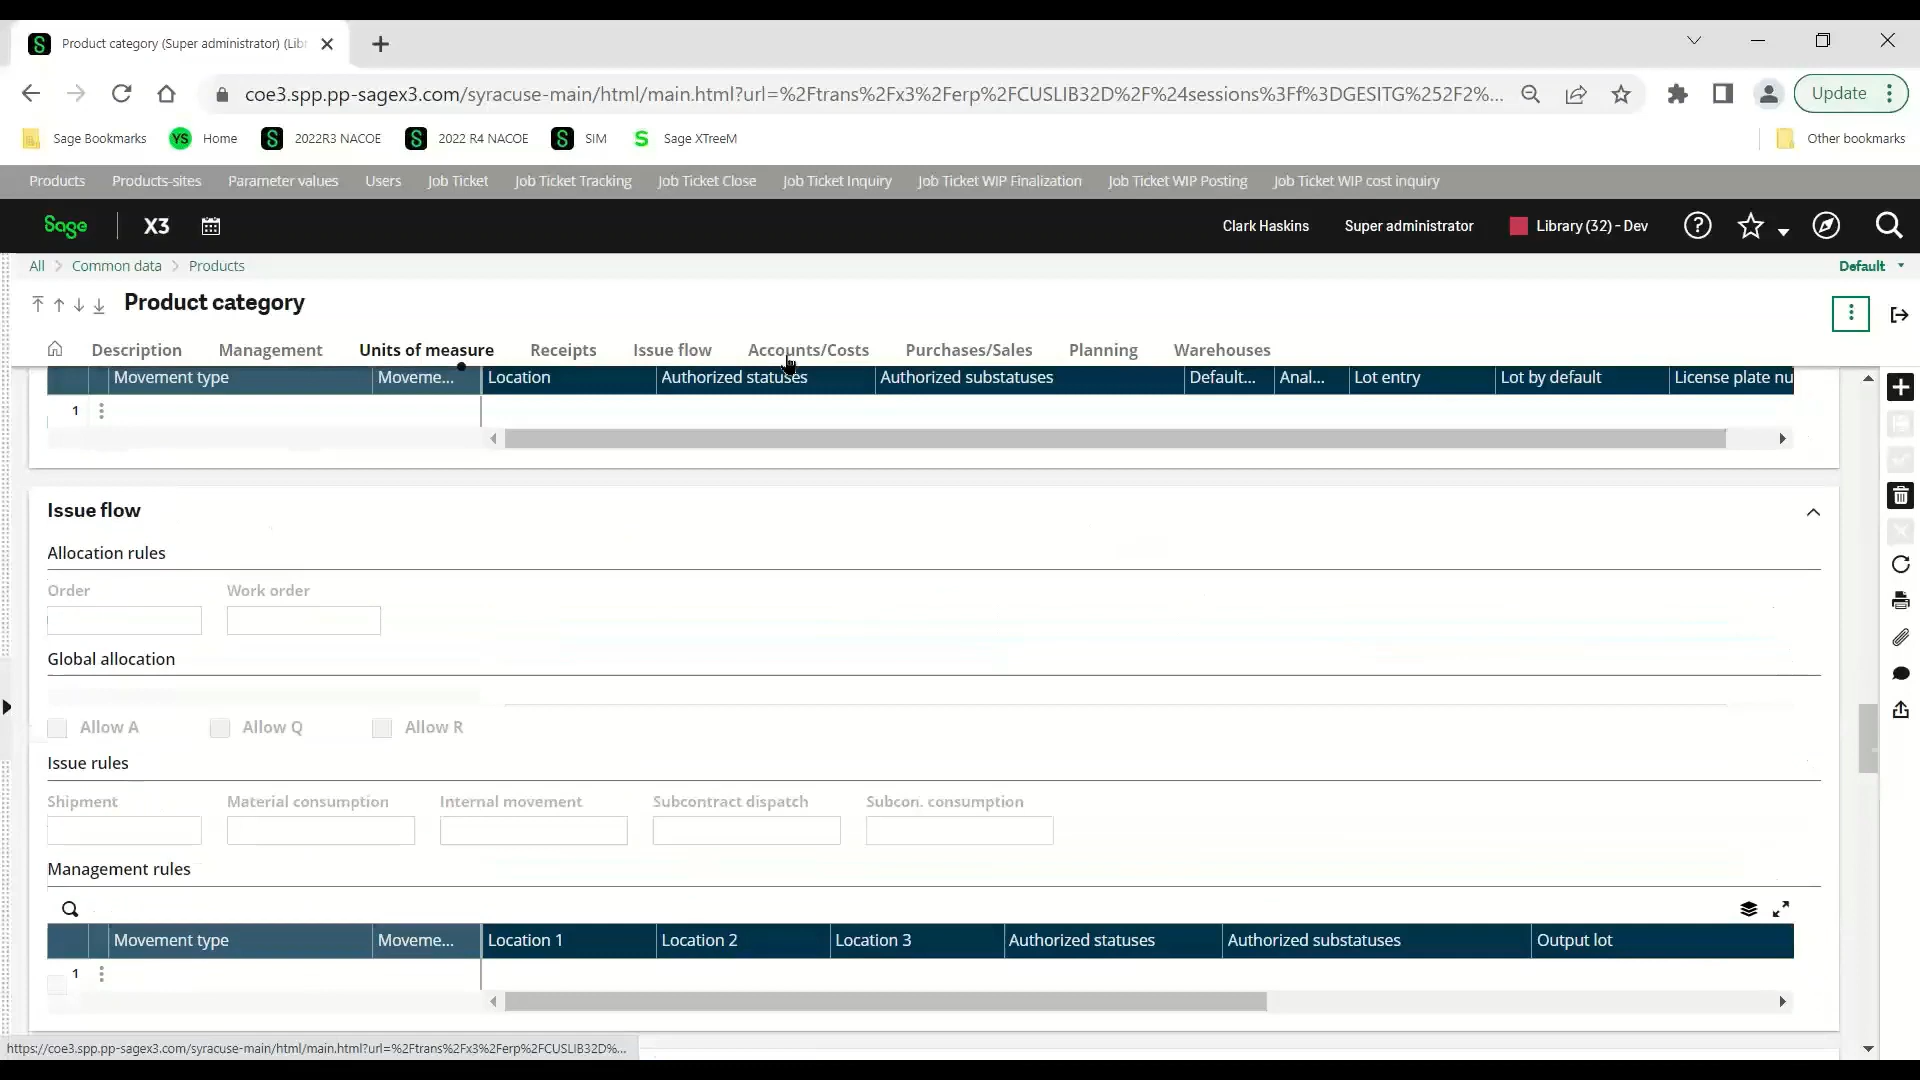 Product category (Super administrator) (Lib
coe3.spp.pp-sagex3.com/syracuse-main/html/main.html?url=%2Ftrans%2Fx3%2Ferp%2FCUSLIB32D%2F%24sessions%3Ff%3DGESITG%252F2%...
Update
Sage Bookmarks YS Home 2022R3 NACOE 2022 R4 NACOE SIM Sage XTreeM Other bookmarks
Products Products-sites Parameter values Users Job Ticket Job Ticket Tracking Job Ticket Close Job Ticket Inquiry Job Ticket WIP Finalization Job Ticket WIP Posting Job Ticket WIP cost inquiry
Sage X3 Clark Haskins Super administrator Library (32) - Dev
All > Common data > Products Default
Product category
Description Management Units of measure Receipts Issue flow Accounts/Costs Purchases/Sales Planning Warehouses
Movement type Moveme... Location Authorized statuses Authorized substatuses Default... Anal... Lot entry Lot by default License plate nu
1
Issue flow
Allocation rules
Order Work order
Global allocation
Allow A Allow Q Allow R
Issue rules
Shipment Material consumption Internal movement Subcontract dispatch Subcon. consumption
Management rules
Movement type Moveme... Location 1 Location 2 Location 3 Authorized statuses Authorized substatuses Output lot
1
https://coe3.spp.pp-sagex3.com/syracuse-main/html/main.html?url=%2Ftrans%2Fx3%2Ferp%2FCUSLIB32D%...